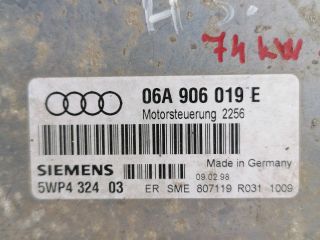 74 kW
06A 906 019 E
Motorsteuerung 2256
SIEMENS
Made in Germany
09.02.98
5WP4 324 03
ER SME 807119 R031 1009